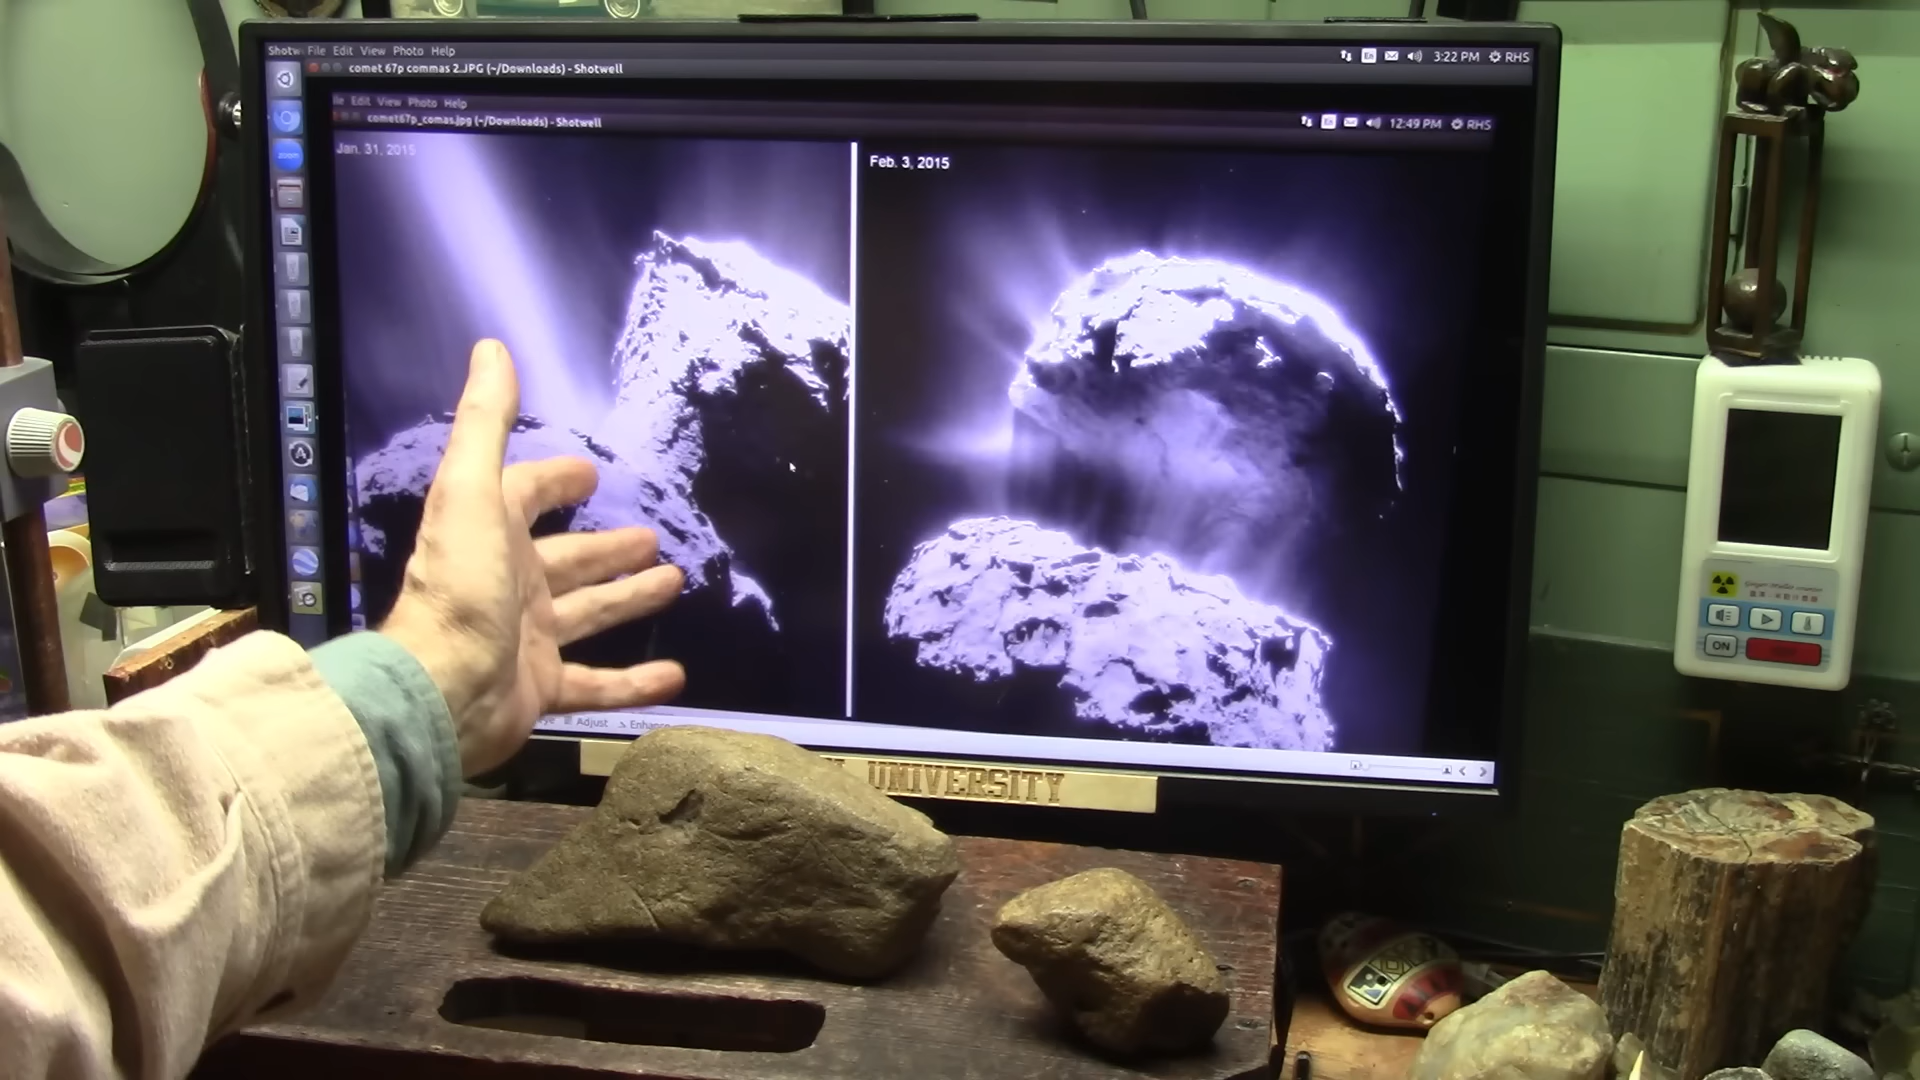 Shotw File Edit View Photo Help
3:22 PM RHS
comet 67p commas 2.JPG (~/Downloads) - Shotwell
Edit View Photo Help
comet67p_comas.jpg (~/Downloads) - Shotwell
12:49 PM RHS
Jan. 31, 2015
Feb. 3, 2015
zoom
A
Adjust
Enhance
UNIVERSITY
ON